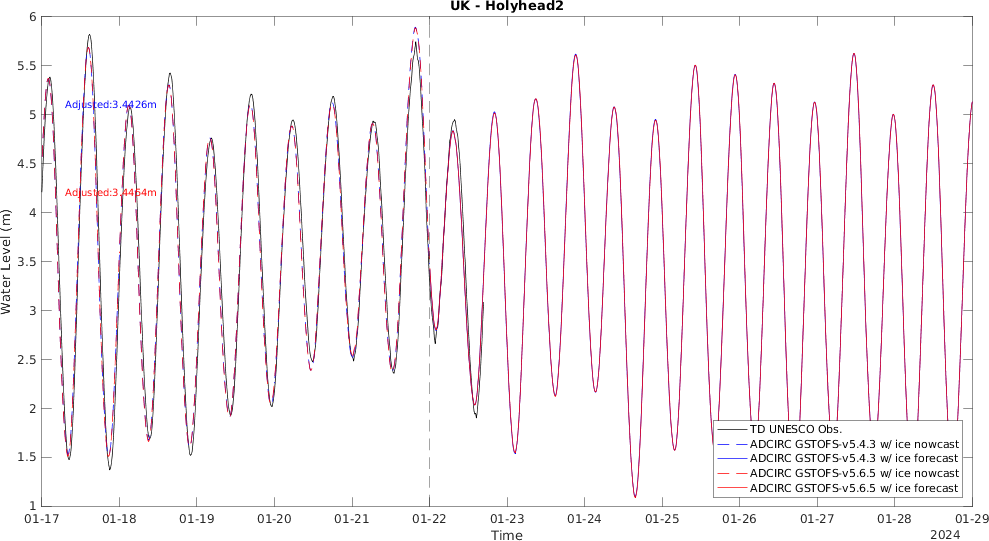 UK - Holyhead2
6
5.5
5
4.5
4
3.5
3
2.5
2
1.5
1
Water Level (m)
Adjusted:3.4426m
Adjusted:3.4464m
TD UNESCO Obs.
ADCIRC GSTOFS-v5.4.3 w/ ice nowcast
ADCIRC GSTOFS-v5.4.3 w/ ice forecast
ADCIRC GSTOFS-v5.6.5 w/ ice nowcast
ADCIRC GSTOFS-v5.6.5 w/ ice forecast
01-17 01-18 01-19 01-20 01-21 01-22 01-23 01-24 01-25 01-26 01-27 01-28 01-29
Time
2024